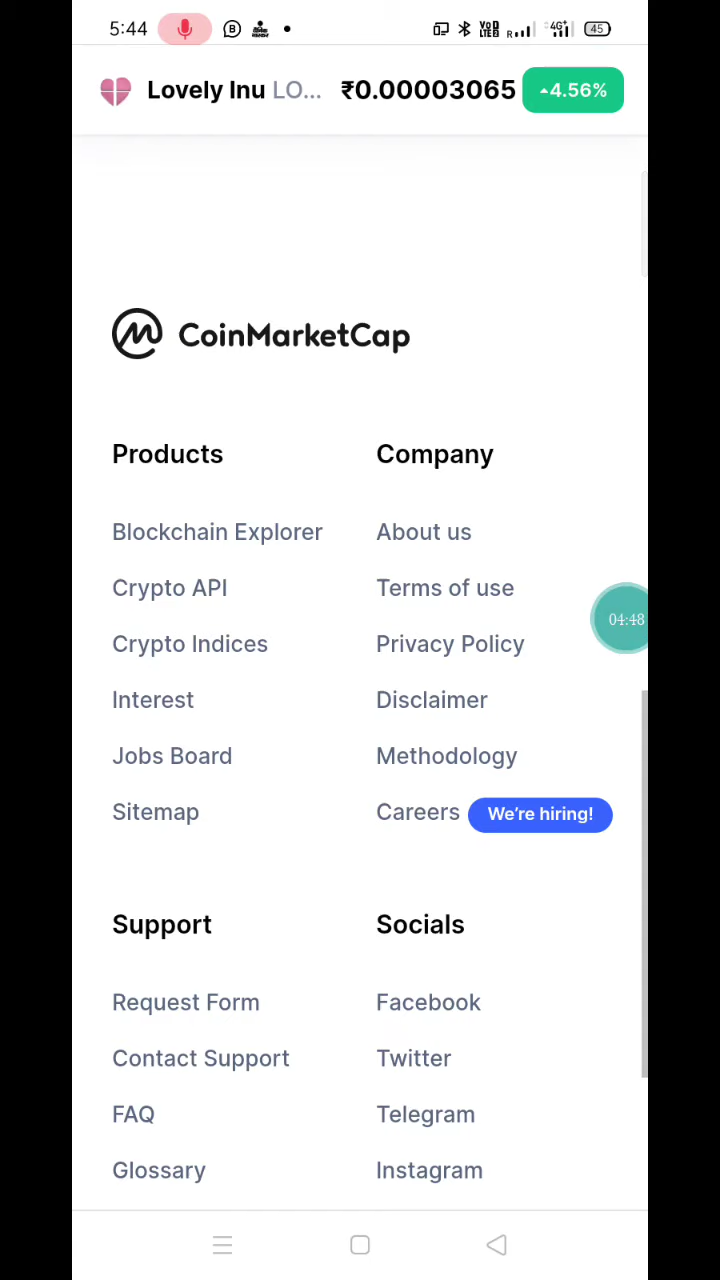 5:44 45
Lovely Inu LO... ₹0.00003065 4.56%
CoinMarketCap
Products Company
Blockchain Explorer About us
Crypto API Terms of use
Crypto Indices Privacy Policy
04:48
Interest Disclaimer
Jobs Board Methodology
Sitemap Careers We're hiring!
Support Socials
Request Form Facebook
Contact Support Twitter
FAQ Telegram
Glossary Instagram